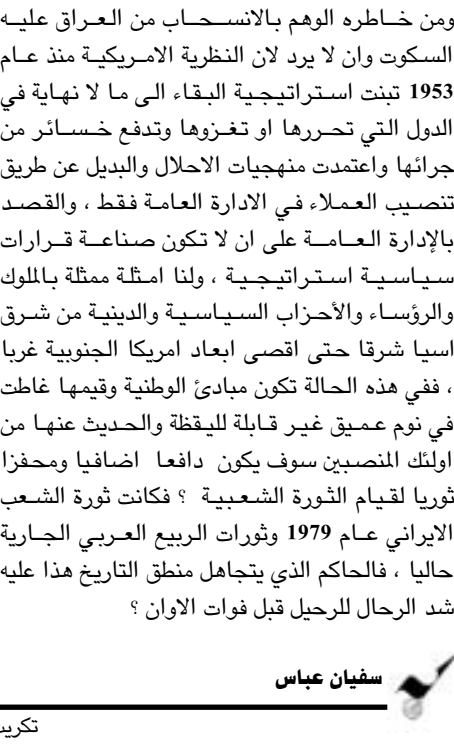 ومن خاطره الوهم بالانسحاب من العراق عليه
السكوت وان لا يرد لان النظرية الامريكية منذ عام
1953 تبنت استراتيجية البقاء الى ما لا نهاية في
الدول التي تحررها او تغزوها وتدفع خسائر من
جرائها واعتمدت منهجيات الاحلال والبديل عن طريق
تنصيب العملاء في الادارة العامة فقط ، والقصد
بالإدارة العامة على ان لا تكون صناعة قرارات
سياسية استراتيجية ، ولنا امثلة ممثلة بالملوك
والرؤساء والأحزاب السياسية والدينية من شرق
اسيا شرقا حتى اقصى ابعاد امريكا الجنوبية غربا
، ففي هذه الحالة تكون مبادئ الوطنية وقيمها غاطت
في نوم عميق غير قابلة لليقظة والحديث عنها من
اولئك المنصبين سوف يكون دافعا اضافيا ومحفزا
ثوريا لقيام الثورة الشعبية ؟ فكانت ثورة الشعب
الايراني عام 1979 وثورات الربيع العربي الجارية
حاليا ، فالحاكم الذي يتجاهل منطق التاريخ هذا عليه
شد الرحال للرحيل قبل فوات الاوان ؟
سفيان عباس